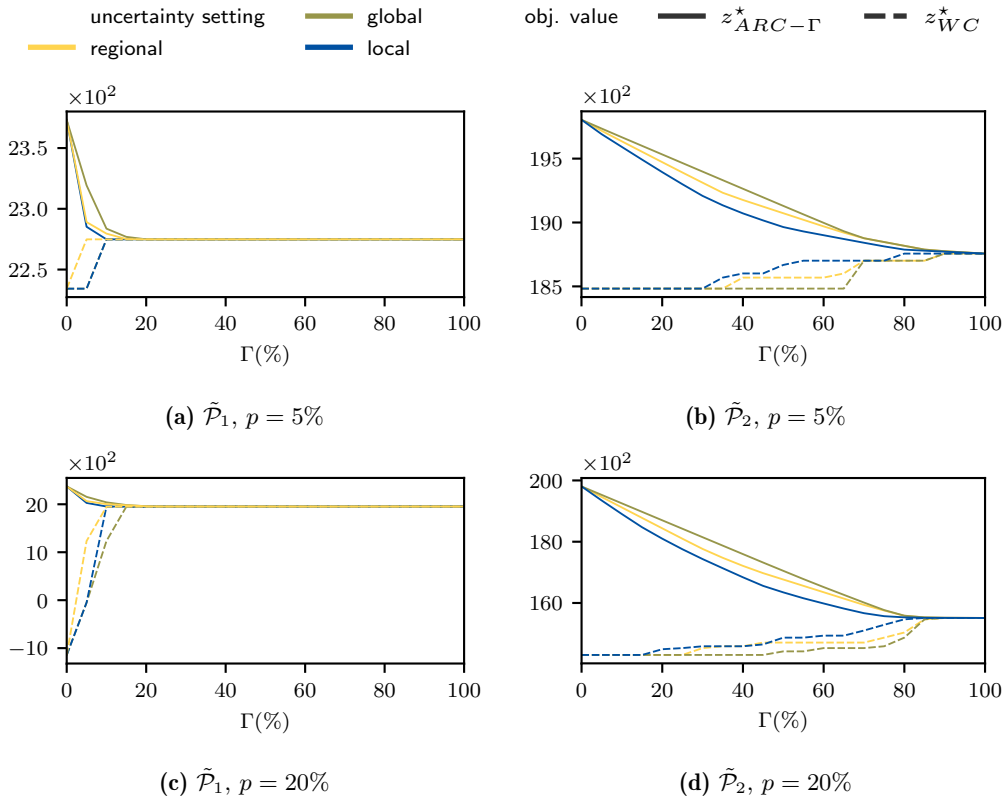 uncertainty setting global obj. value z⋆ARC−Γ z⋆WC
regional local
×10² ×10²
23.5
23.0
22.5
0 20 40 60 80 100
Γ(%)
195
190
185
0 20 40 60 80 100
Γ(%)
(a) P̃₁, p = 5%
(b) P̃₂, p = 5%
×10² ×10²
20
10
0
−10
0 20 40 60 80 100
Γ(%)
200
180
160
0 20 40 60 80 100
Γ(%)
(c) P̃₁, p = 20%
(d) P̃₂, p = 20%